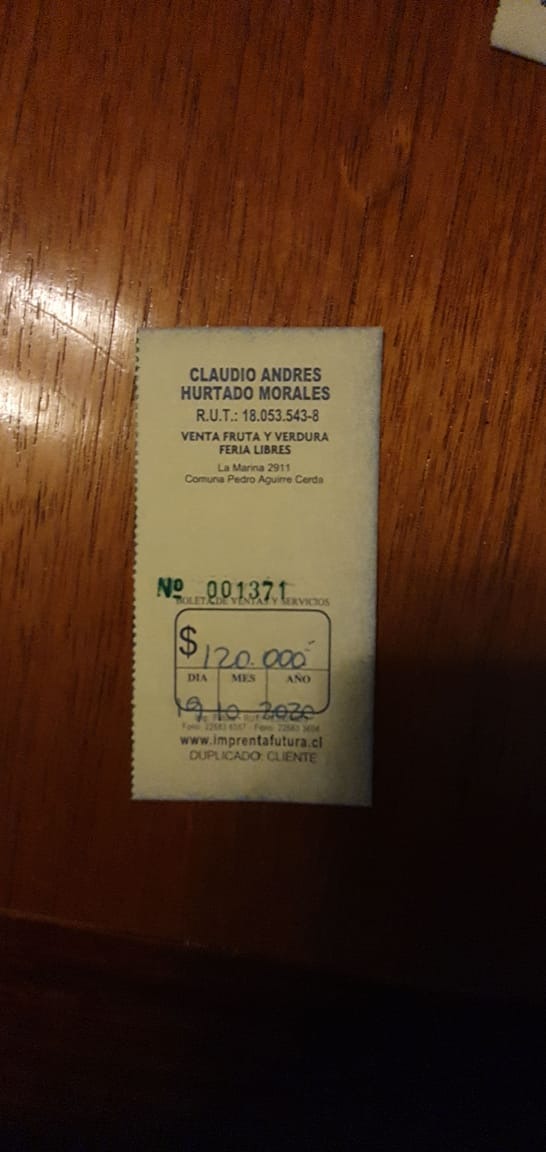 CLAUDIO ANDRES
HURTADO MORALES
R.U.T.: 18.053.543-8
VENTA FRUTA Y VERDURA
FERIA LIBRES
La Marina 2911
Comuna Pedro Aguirre Cerda
Nº 001371
BOLETA DE VENTAS Y SERVICIOS
$ 120.000
DIA MES AÑO
19 10 2020
www.imprentafutura.cl
DUPLICADO: CLIENTE